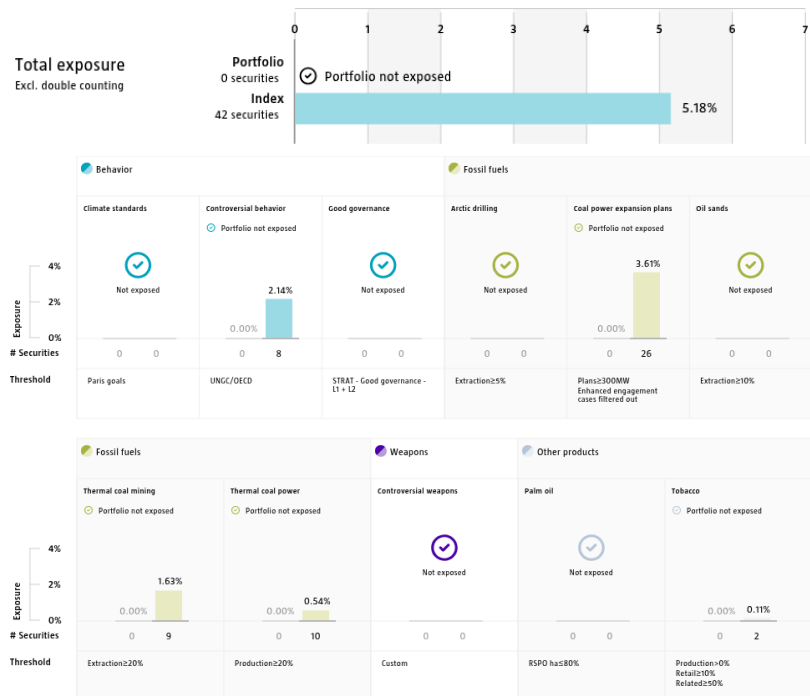 0 1 2 3 4 5 6 7
Total exposure
Excl. double counting
Portfolio
0 securities
Portfolio not exposed
Index
42 securities
5.18%
Behavior
Fossil fuels
Climate standards
Controversial behavior
Good governance
Arctic drilling
Coal power expansion plans
Oil sands
Portfolio not exposed
Portfolio not exposed
Exposure
4%
2%
0%
Not exposed
0.00%
2.14%
Not exposed
Not exposed
0.00%
3.61%
Not exposed
# Securities
0 0
0 8
0 0
0 0
0 26
0 0
Threshold
Paris goals
UNGC/OECD
STRAT - Good governance -
L1 + L2
Extraction≥5%
Plans≥300MW
Enhanced engagement
cases filtered out
Extraction≥10%
Fossil fuels
Weapons
Other products
Thermal coal mining
Thermal coal power
Controversial weapons
Palm oil
Tobacco
Portfolio not exposed
Portfolio not exposed
Portfolio not exposed
Exposure
4%
2%
0%
0.00%
1.63%
0.00%
0.54%
Not exposed
Not exposed
0.00%
0.11%
# Securities
0 9
0 10
0 0
0 0
0 2
Threshold
Extraction≥20%
Production≥20%
Custom
RSPO ha≤80%
Production>0%
Retail≥10%
Related≥50%